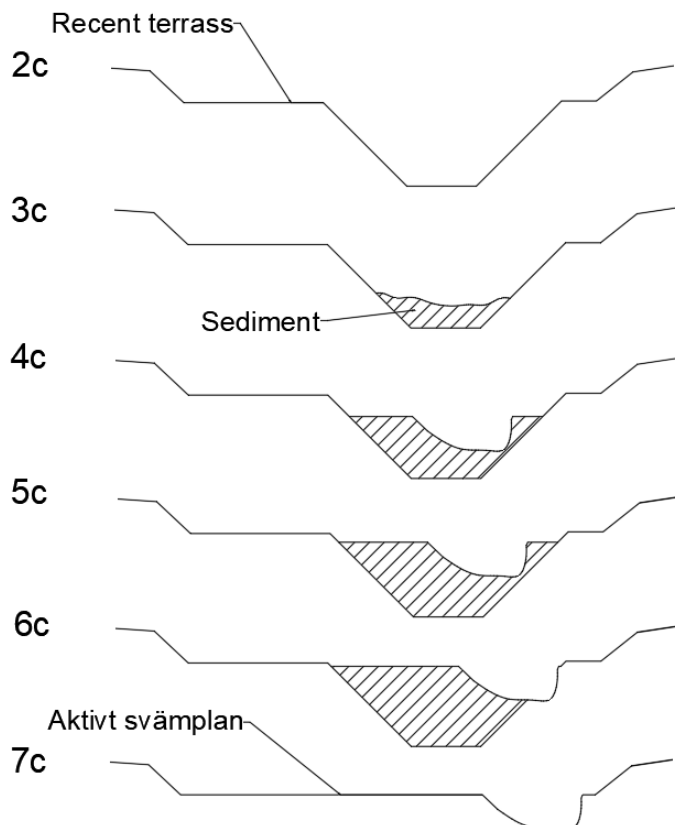 Recent terrass
2c
3c
Sediment
4c
5c
6c
Aktivt svämplan
7c